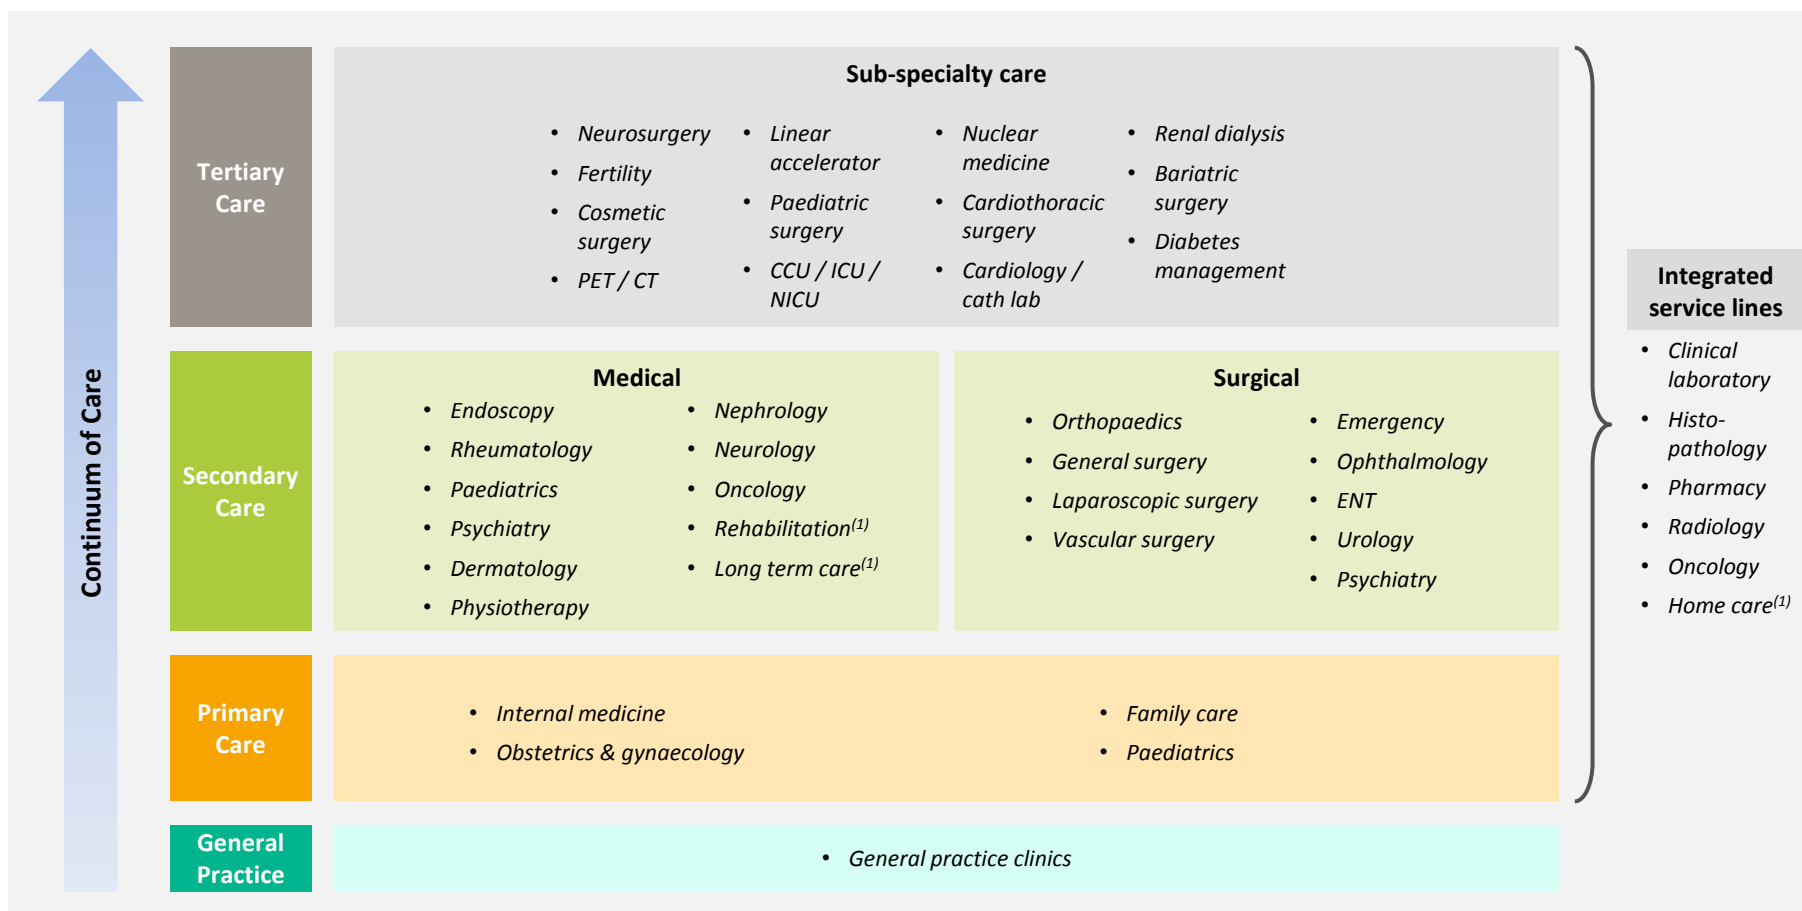 Continuum of Care
Tertiary
Care
Sub-specialty care
• Neurosurgery
• Fertility
• Cosmetic
surgery
• PET / CT
• Linear
accelerator
• Paediatric
surgery
• CCU / ICU /
NICU
• Nuclear
medicine
• Cardiothoracic
surgery
• Cardiology /
cath lab
• Renal dialysis
• Bariatric
surgery
• Diabetes
management
Secondary
Care
Medical
• Endoscopy
• Rheumatology
• Paediatrics
• Psychiatry
• Dermatology
• Physiotherapy
• Nephrology
• Neurology
• Oncology
• Rehabilitation(1)
• Long term care(1)
Surgical
• Orthopaedics
• General surgery
• Laparoscopic surgery
• Vascular surgery
• Emergency
• Ophthalmology
• ENT
• Urology
• Psychiatry
Primary
Care
• Internal medicine
• Obstetrics & gynaecology
• Family care
• Paediatrics
General
Practice
• General practice clinics
Integrated
service lines
• Clinical
laboratory
• Histo-
pathology
• Pharmacy
• Radiology
• Oncology
• Home care(1)